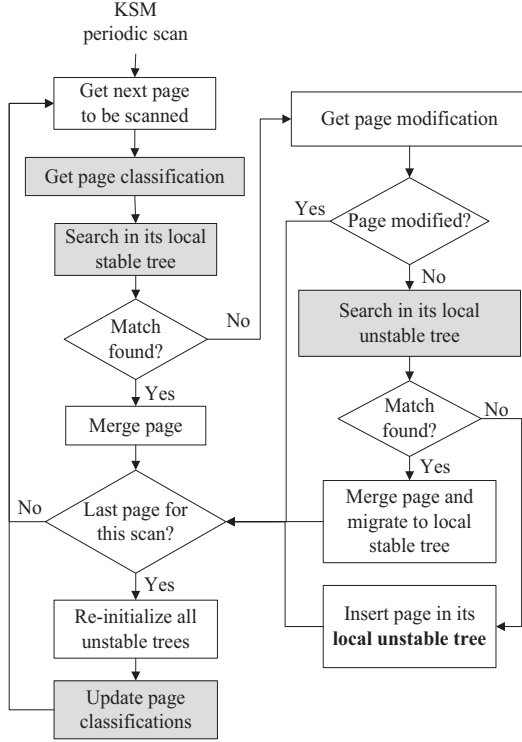 KSM
periodic scan
Get next page
to be scanned
Get page classification
Search in its local
stable tree
Match
found?
No
Yes
Merge page
Last page for
this scan?
No
Yes
Re-initialize all
unstable trees
Update page
classifications
Get page modification
Page modified?
Yes
No
Search in its local
unstable tree
Match
found?
No
Yes
Merge page and
migrate to local
stable tree
Insert page in its
local unstable tree